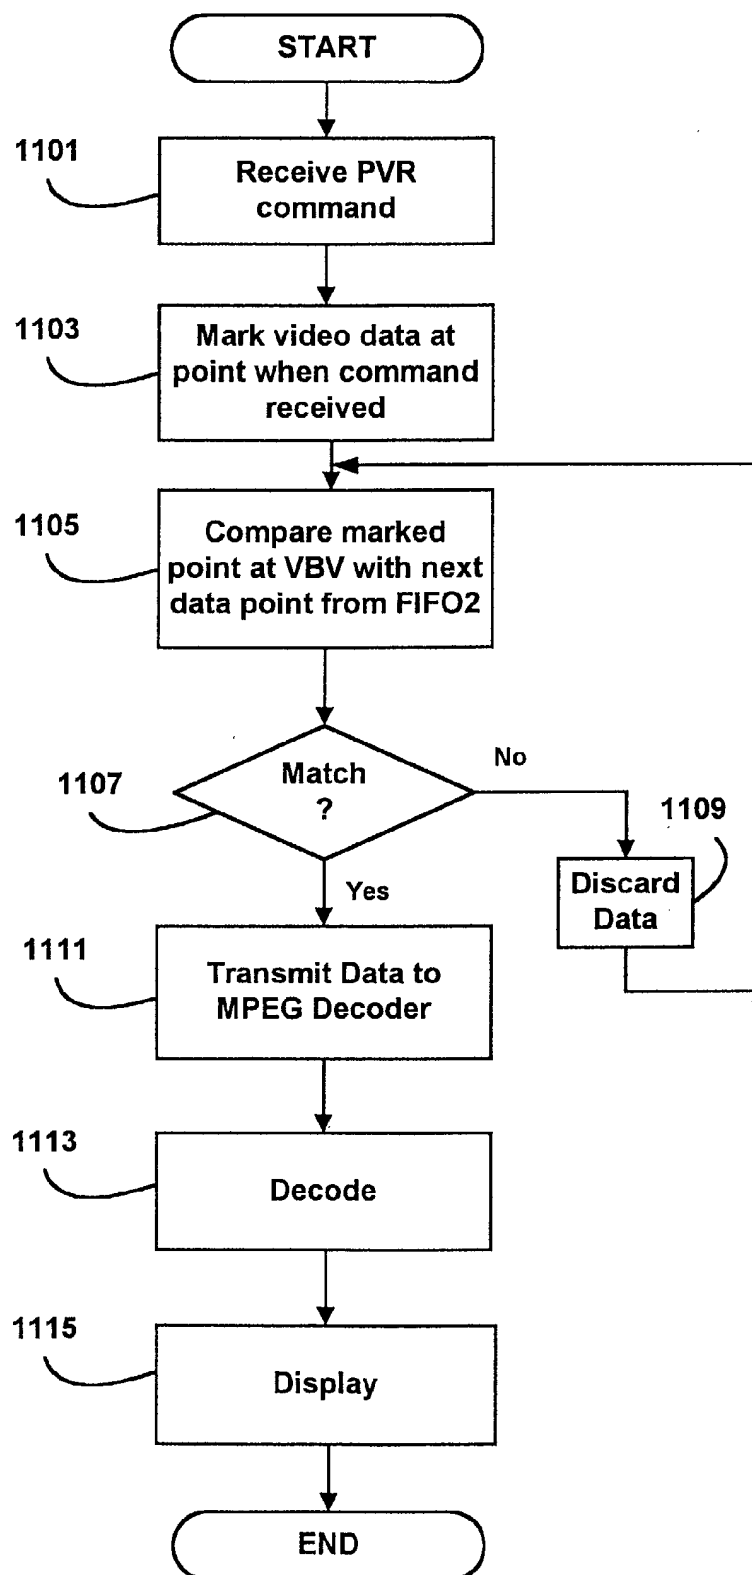 START
1101
Receive PVR
command
1103
Mark video data at
point when command
received
1105
Compare marked
point at VBV with next
data point from FIFO2
1107
Match
?
No
1109
Discard
Data
Yes
1111
Transmit Data to
MPEG Decoder
1113
Decode
1115
Display
END